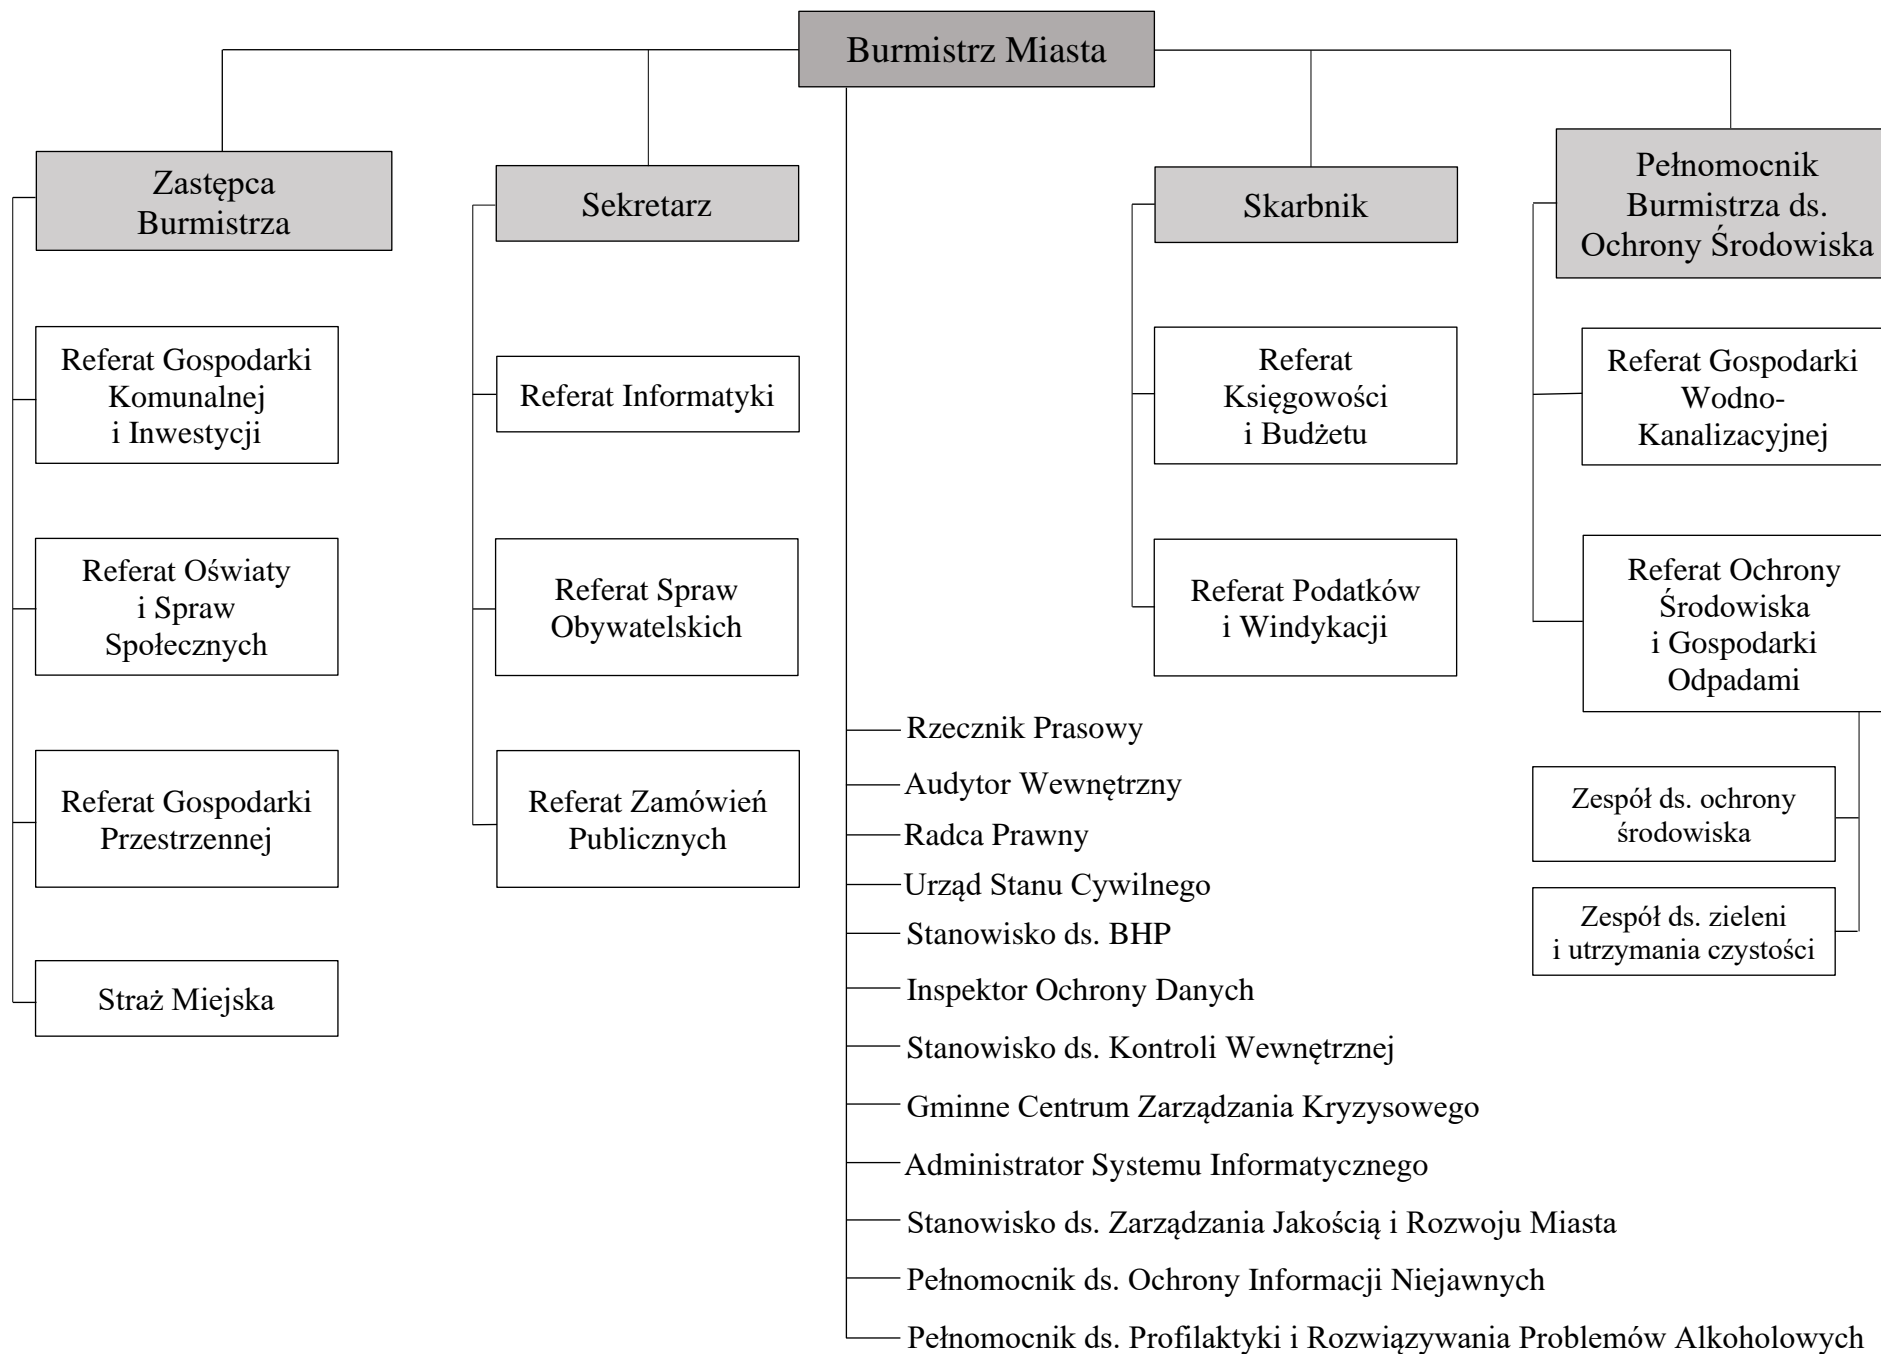 Burmistrz Miasta
Zastępca
Burmistrza
Sekretarz
Skarbnik
Pełnomocnik
Burmistrza ds.
Ochrony Środowiska
Referat Gospodarki
Komunalnej
i Inwestycji
Referat Oświaty
i Spraw
Społecznych
Referat Gospodarki
Przestrzennej
Straż Miejska
Referat Informatyki
Referat Spraw
Obywatelskich
Referat Zamówień
Publicznych
Referat
Księgowości
i Budżetu
Referat Podatków
i Windykacji
Referat Gospodarki
Wodno-
Kanalizacyjnej
Referat Ochrony
Środowiska
i Gospodarki
Odpadami
Zespół ds. ochrony
środowiska
Zespół ds. zieleni
i utrzymania czystości
Rzecznik Prasowy
Audytor Wewnętrzny
Radca Prawny
Urząd Stanu Cywilnego
Stanowisko ds. BHP
Inspektor Ochrony Danych
Stanowisko ds. Kontroli Wewnętrznej
Gminne Centrum Zarządzania Kryzysowego
Administrator Systemu Informatycznego
Stanowisko ds. Zarządzania Jakością i Rozwoju Miasta
Pełnomocnik ds. Ochrony Informacji Niejawnych
Pełnomocnik ds. Profilaktyki i Rozwiązywania Problemów Alkoholowych